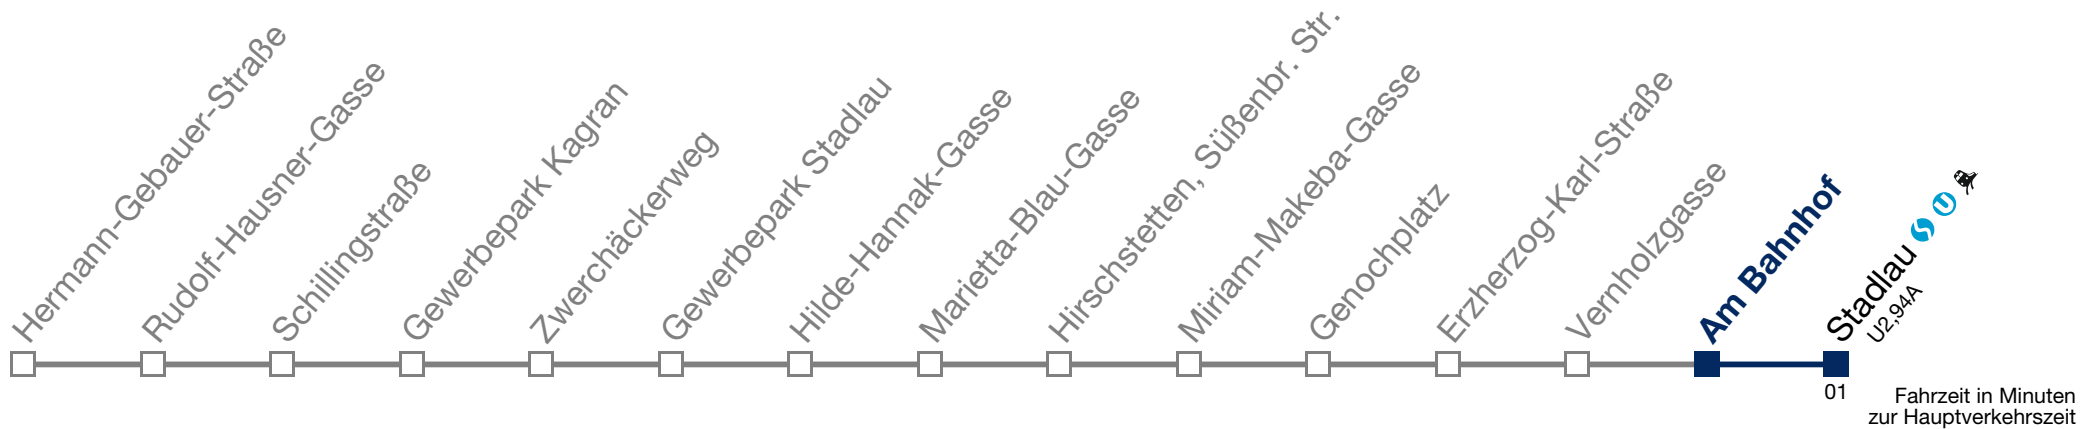 Hermann-Gebauer-Straße
Rudolf-Hausner-Gasse
Schillingstraße
Gewerbepark Kagran
Zwerchäckerweg
Gewerbepark Stadlau
Hilde-Hannak-Gasse
Marietta-Blau-Gasse
Hirschstetten, Süßenbr. Str.
Miriam-Makeba-Gasse
Genochplatz
Erzherzog-Karl-Straße
Vernholzgasse
Am Bahnhof
Stadlau S U
U2,94A
01
Fahrzeit in Minuten
zur Hauptverkehrszeit